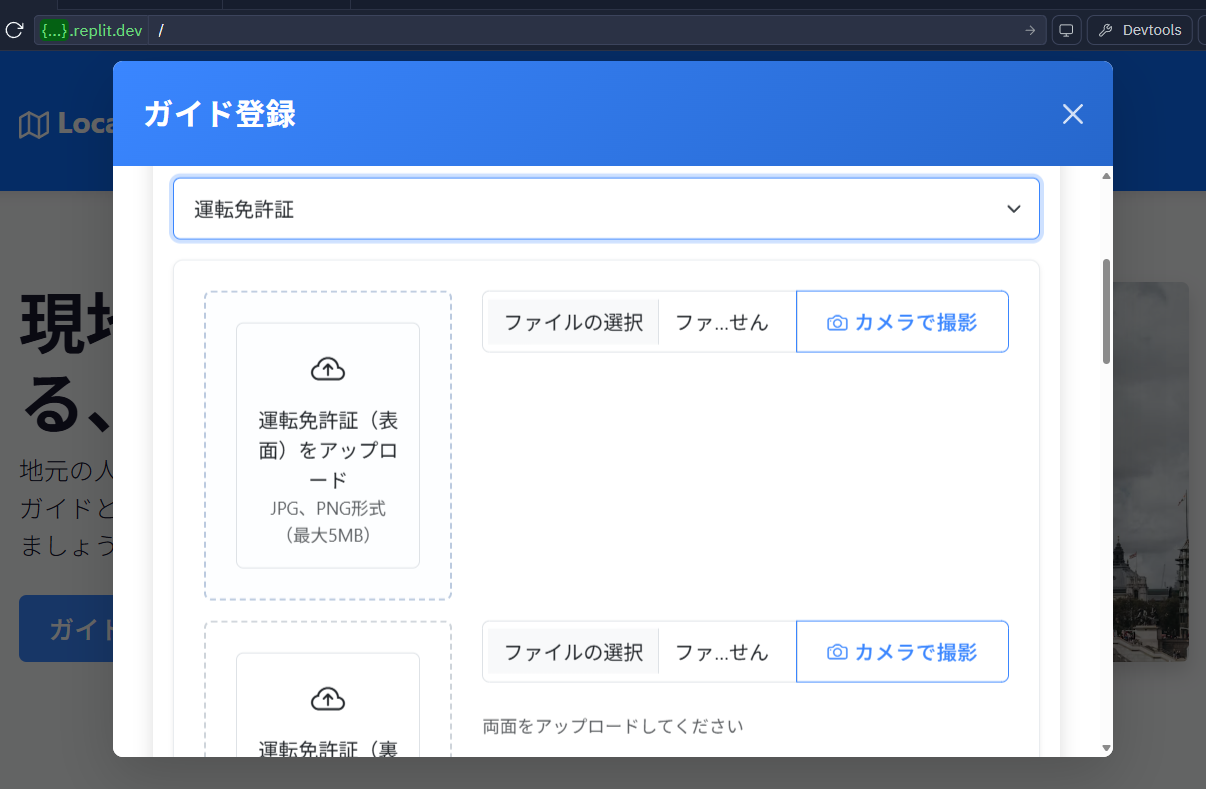 {...}.replit.dev /
Devtools
Loca
ガイド登録
現地
る、
地元の人
ガイドと
ましょう
ガイド
運転免許証
運転免許証（表
面）をアップロ
ード
JPG、PNG形式
（最大5MB）
ファイルの選択 ファ...せん カメラで撮影
運転免許証（裏
ファイルの選択 ファ...せん カメラで撮影
両面をアップロードしてください